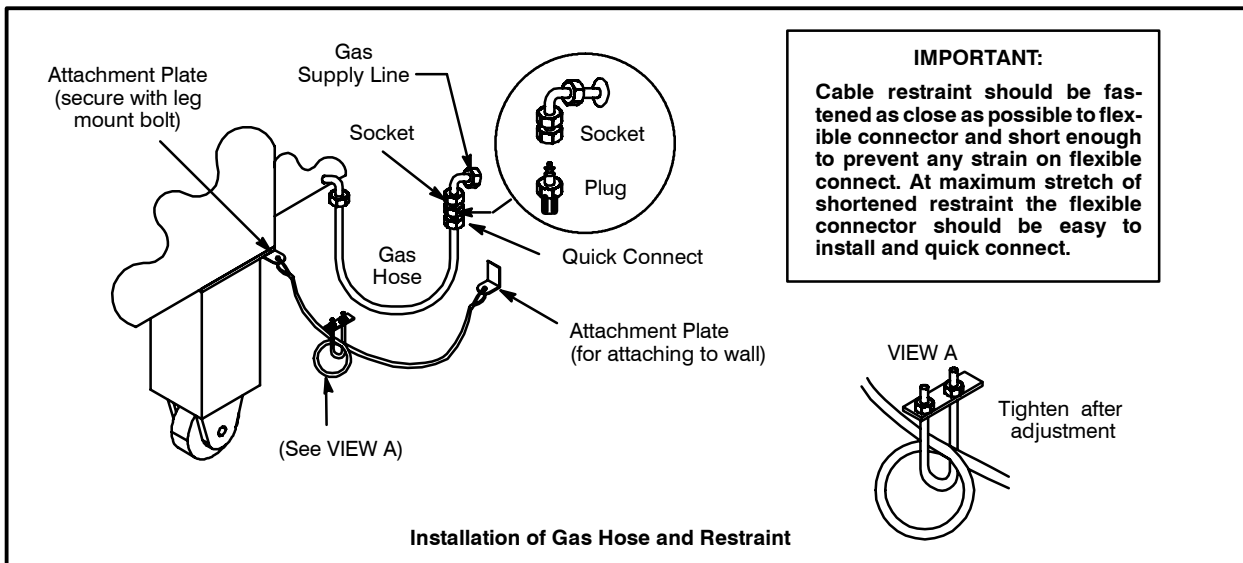 Attachment Plate
(secure with leg
mount bolt)
Gas
Supply Line
Socket
Socket
Plug
Quick Connect
Gas
Hose
Attachment Plate
(for attaching to wall)
(See VIEW A)
IMPORTANT:
Cable restraint should be fas-
tened as close as possible to flex-
ible connector and short enough
to prevent any strain on flexible
connect. At maximum stretch of
shortened restraint the flexible
connector should be easy to
install and quick connect.
VIEW A
Tighten after
adjustment
Installation of Gas Hose and Restraint